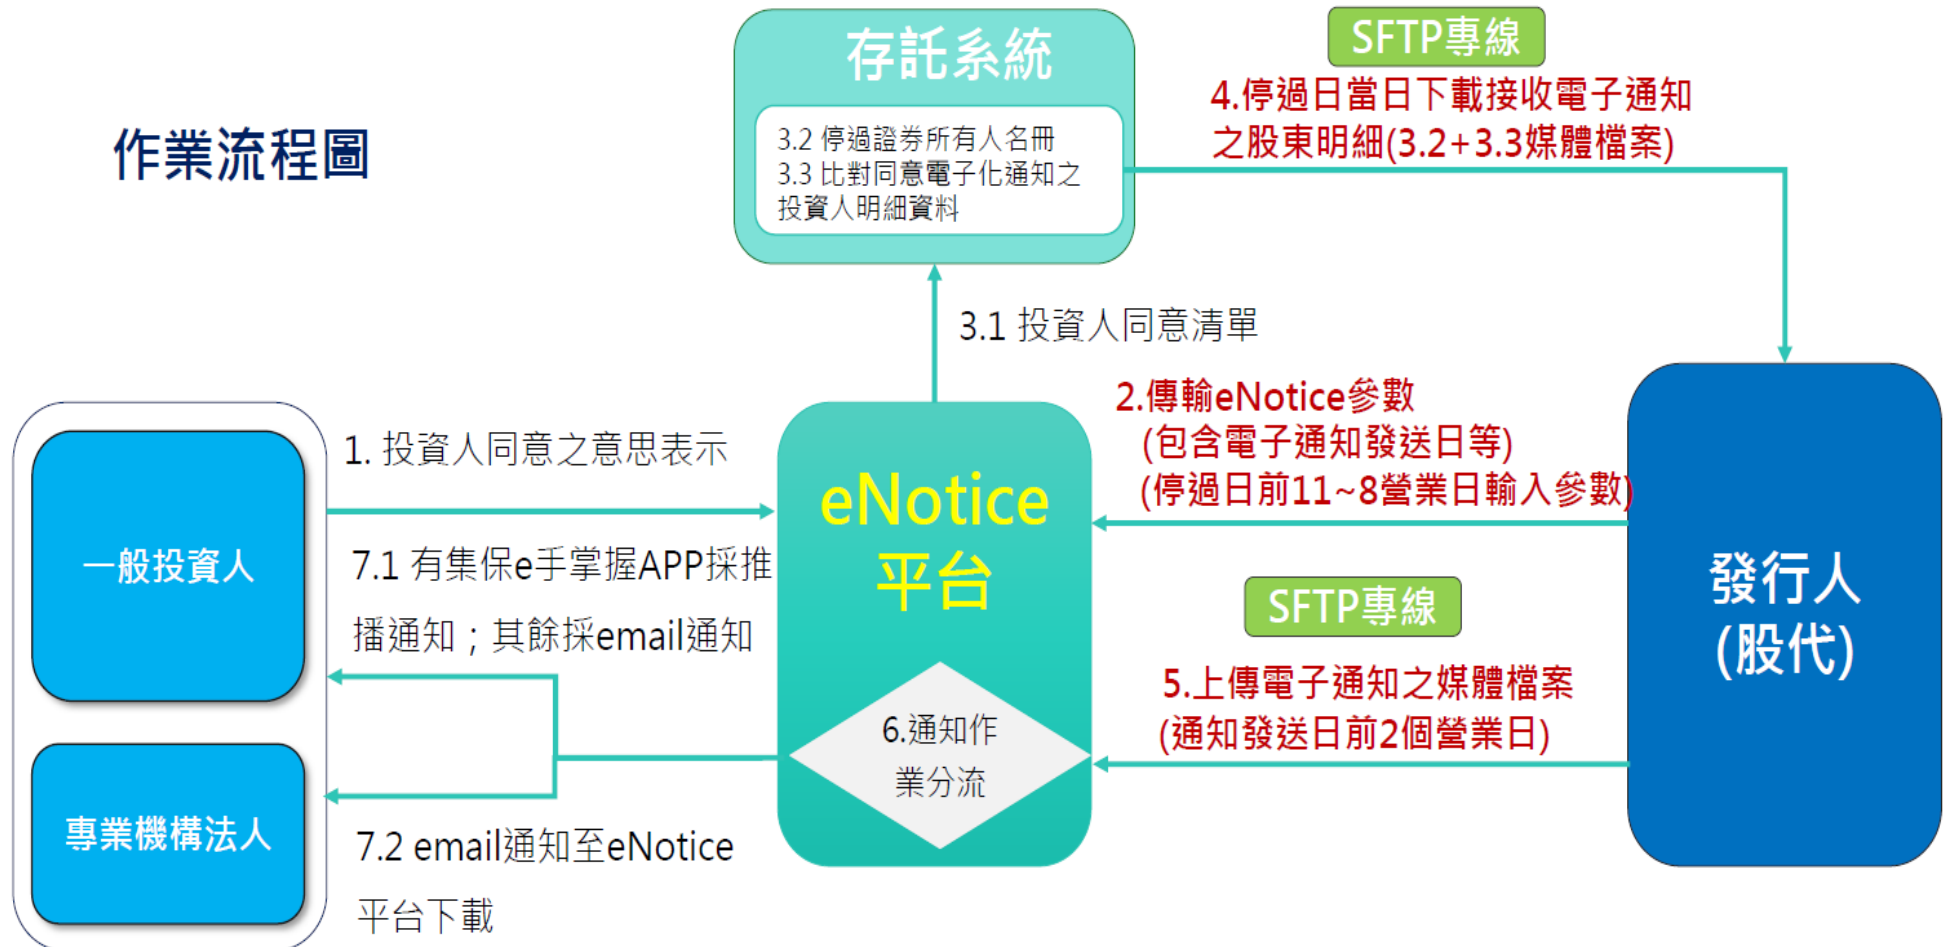 作業流程圖
存託系統
3.2 停過證券所有人名冊
3.3 比對同意電子化通知之
投資人明細資料
SFTP專線
4.停過日當日下載接收電子通知
之股東明細(3.2+3.3媒體檔案)
3.1 投資人同意清單
2.傳輸eNotice參數
(包含電子通知發送日等)
(停過日前11~8營業日輸入參數)
1. 投資人同意之意思表示
一般投資人
eNotice
平台
7.1 有集保e手掌握APP採推
播通知；其餘採email通知
發行人
(股代)
SFTP專線
5.上傳電子通知之媒體檔案
(通知發送日前2個營業日)
6.通知作
業分流
專業機構法人
7.2 email通知至eNotice
平台下載